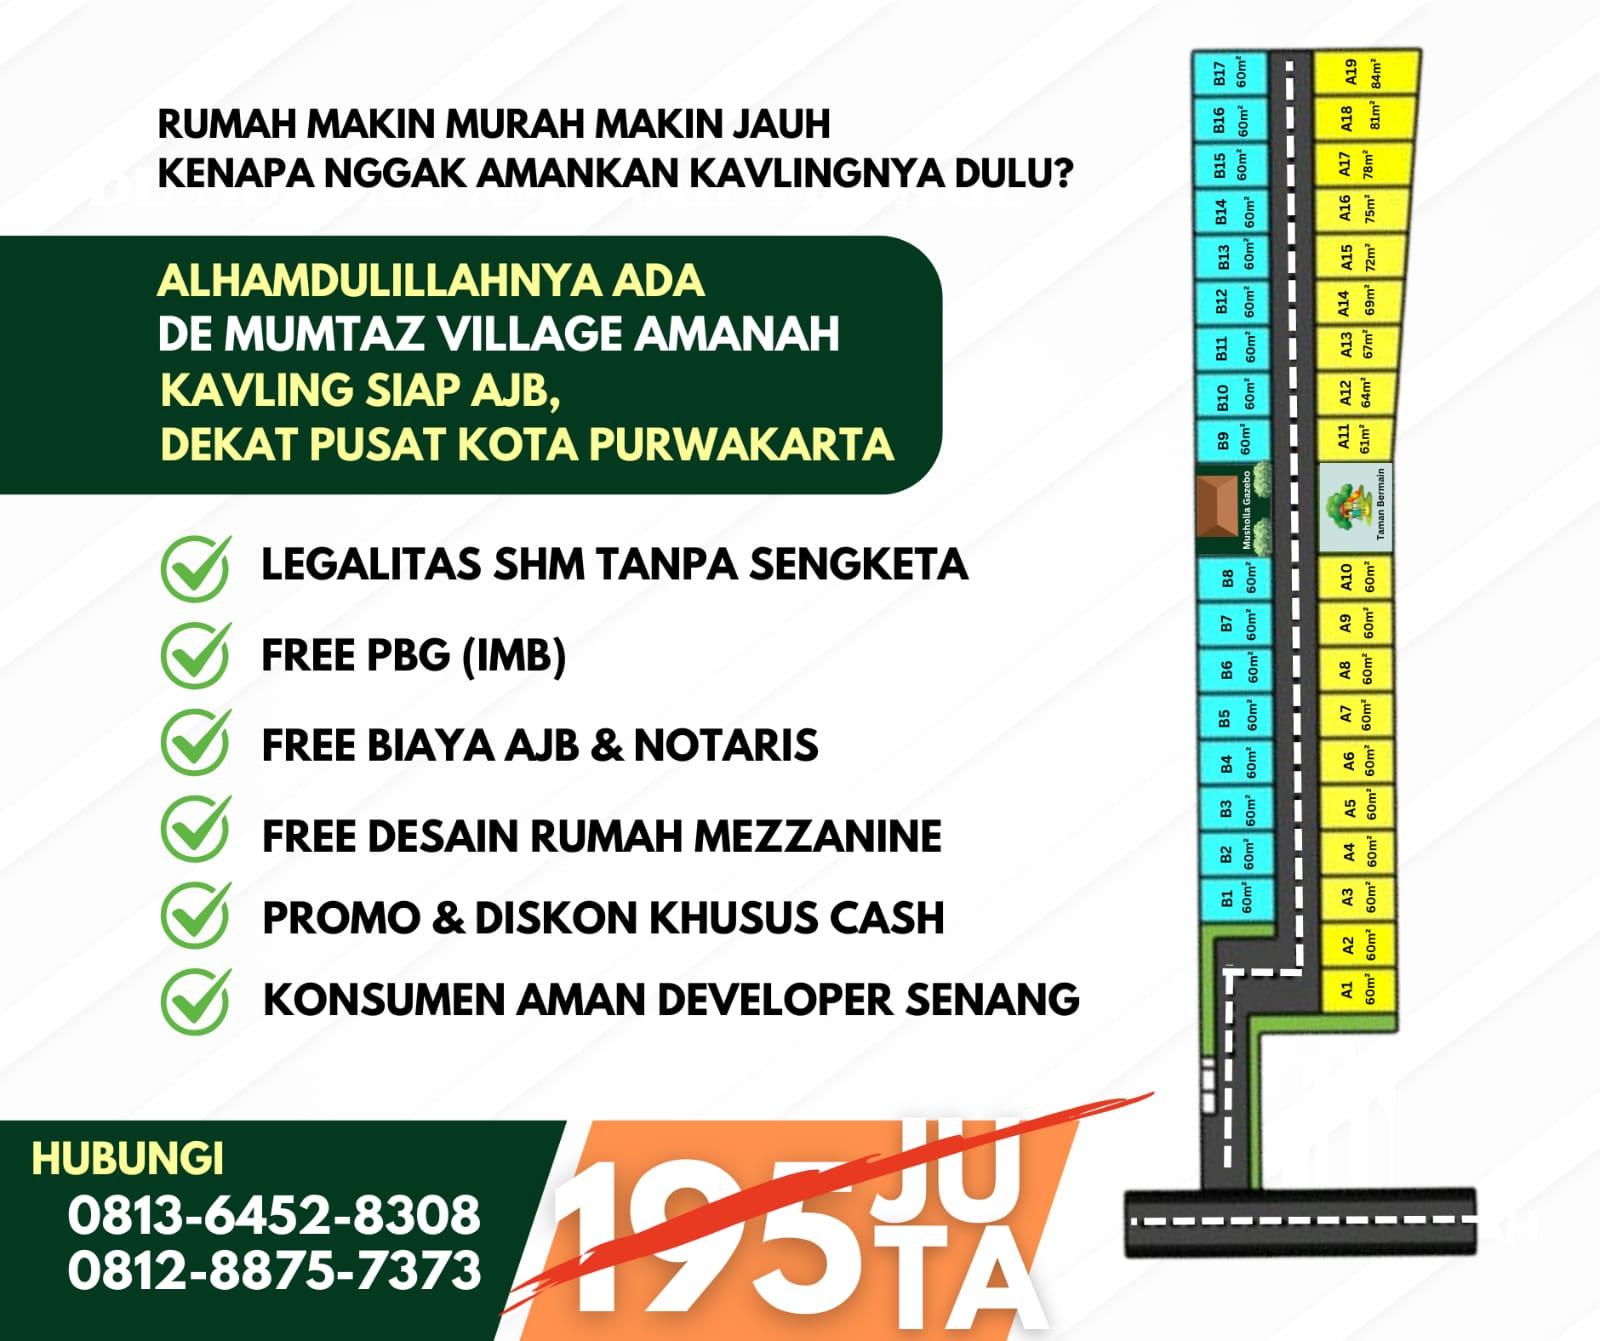 RUMAH MAKIN MURAH MAKIN JAUH
KENAPA NGGAK AMANKAN KAVLINGNYA DULU?
ALHAMDULILLAHNYA ADA
DE MUMTAZ VILLAGE AMANAH
KAVLING SIAP AJB,
DEKAT PUSAT KOTA PURWAKARTA
LEGALITAS SHM TANPA SENGKETA
FREE PBG (IMB)
FREE BIAYA AJB & NOTARIS
FREE DESAIN RUMAH MEZZANINE
PROMO & DISKON KHUSUS CASH
KONSUMEN AMAN DEVELOPER SENANG
HUBUNGI
0813-6452-8308
0812-8875-7373
195 JUTA
B17 60m²
B16 60m²
B15 60m²
B14 60m²
B13 60m²
B12 60m²
B11 60m²
B10 60m²
B9 60m²
Musholla Gazebo
B8 60m²
B7 60m²
B6 60m²
B5 60m²
B4 60m²
B3 60m²
B2 60m²
B1 60m²
A19 84m²
A18 81m²
A17 78m²
A16 75m²
A15 72m²
A14 69m²
A13 67m²
A12 64m²
A11 61m²
Taman Bermain
A10 60m²
A9 60m²
A8 60m²
A7 60m²
A6 60m²
A5 60m²
A4 60m²
A3 60m²
A2 60m²
A1 60m²